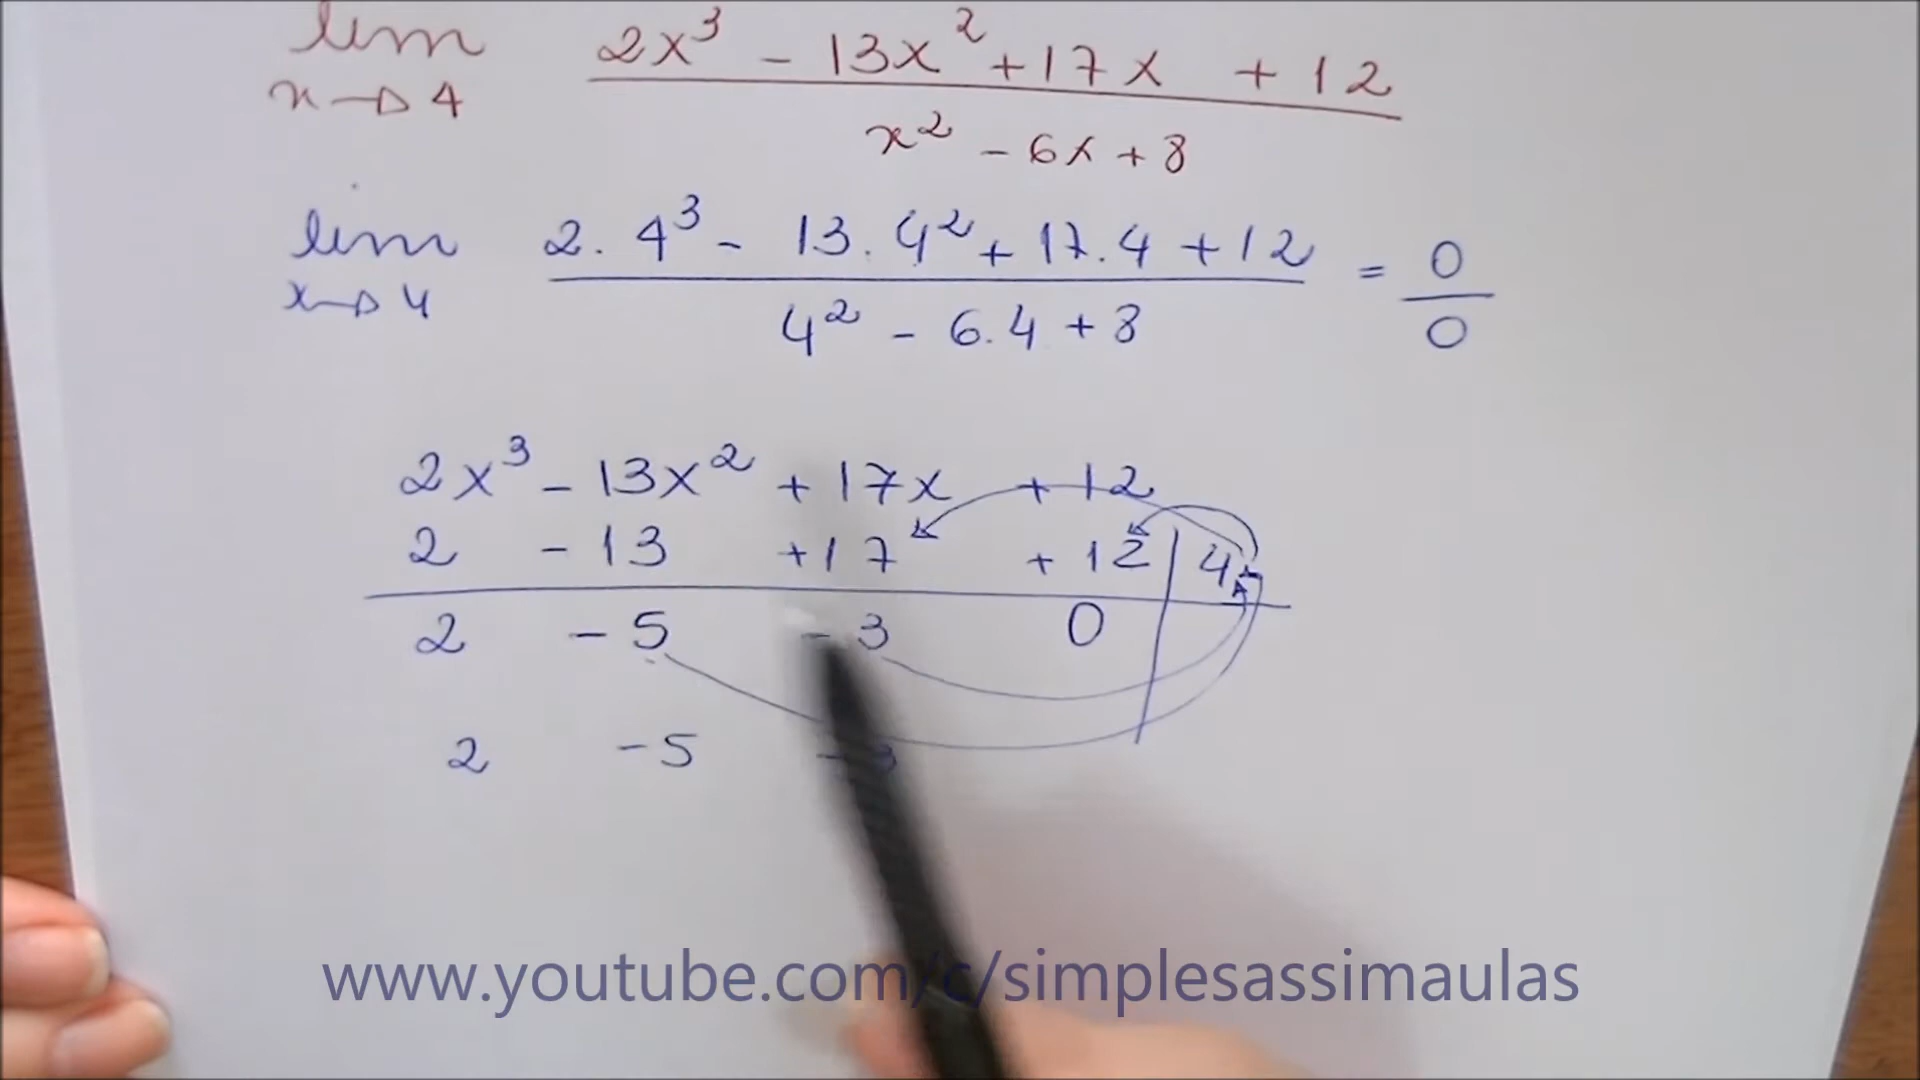 lim 2x³ - 13x² + 17x + 12
x→4 x² - 6x + 8
lim 2.4³ - 13.4² + 17.4 + 12 = 0
x→4 4² - 6.4 + 8 0
2x³ - 13x² + 17x + 12
2 - 13 + 17 + 12 | 4
2 - 5 - 3 0
2 - 5 - 3
www.youtube.com/c/simplesassimaulas